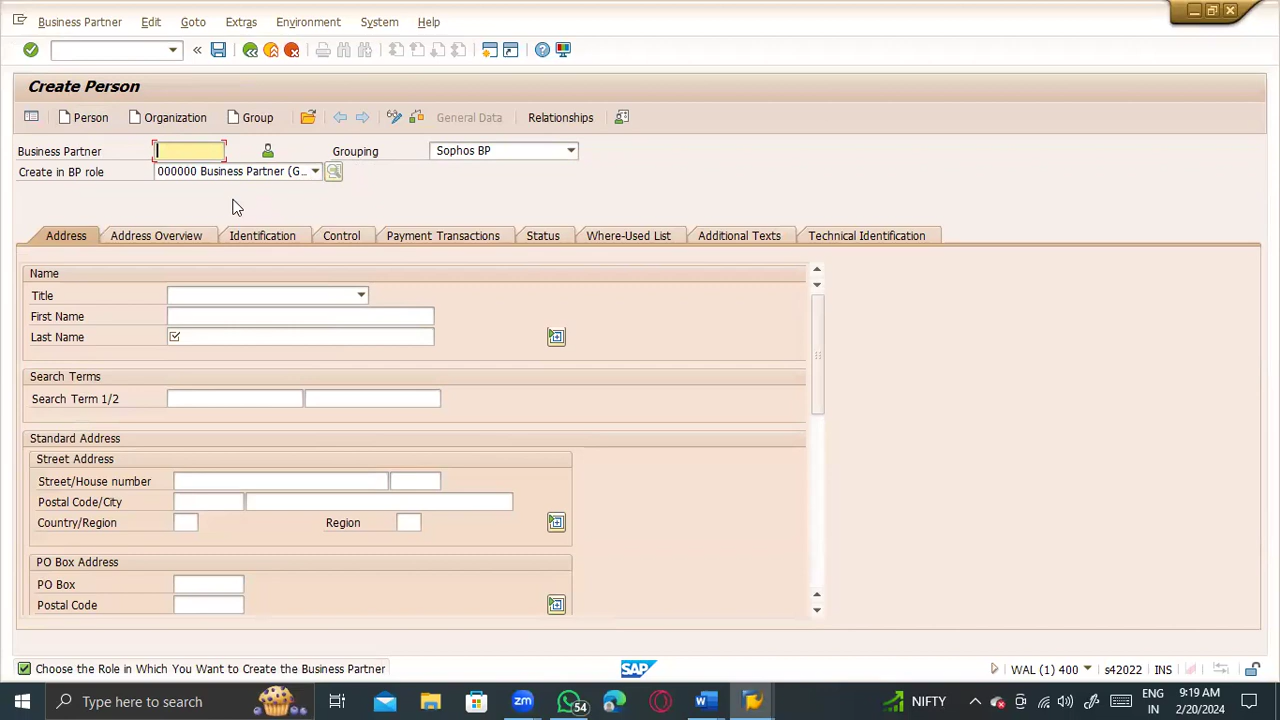 Business Partner Edit Goto Extras Environment System Help
Create Person
Person Organization Group General Data Relationships
Business Partner Grouping Sophos BP
Create in BP role 000000 Business Partner (G...
Address Address Overview Identification Control Payment Transactions Status Where-Used List Additional Texts Technical Identification
Name
Title
First Name
Last Name
Search Terms
Search Term 1/2
Standard Address
Street Address
Street/House number
Postal Code/City
Country/Region Region
PO Box Address
PO Box
Postal Code
Choose the Role in Which You Want to Create the Business Partner SAP WAL (1) 400 s42022 INS
Type here to search zm 54 W NIFTY ENG 9:19 AM
IN 2/20/2024